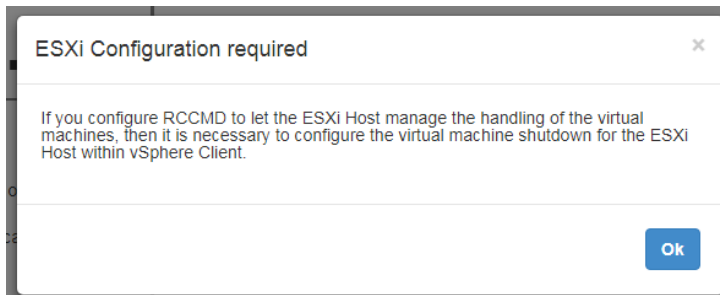 ESXi Configuration required
×
If you configure RCCMD to let the ESXi Host manage the handling of the virtual
machines, then it is necessary to configure the virtual machine shutdown for the ESXi
Host within vSphere Client.
Ok